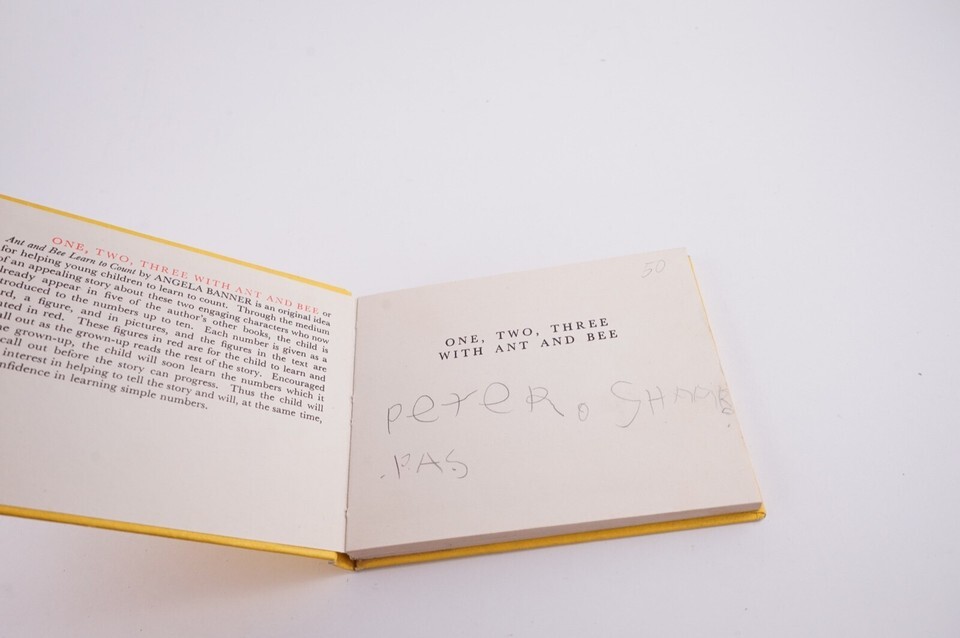 ONE, TWO, THREE WITH ANT AND BEE or
Ant and Bee Learn to Count by ANGELA BANNER is an original idea
for helping young children to learn to count. Through the medium
of an appealing story about these two engaging characters who now
already appear in five of the author's other books, the child is
introduced to the numbers up to ten. Each number is given as a
a figure, and in pictures, and the figures in the text are
in red. These figures in red are for the child to learn and
call out as the grown-up reads the rest of the story. Encouraged
grown-up, the child will soon learn the numbers which it
call out before the story can progress. Thus the child will
interest in helping to tell the story and will, at the same time,
confidence in learning simple numbers.
50
ONE, TWO, THREE
WITH ANT AND BEE
PeTeR.
.PAS